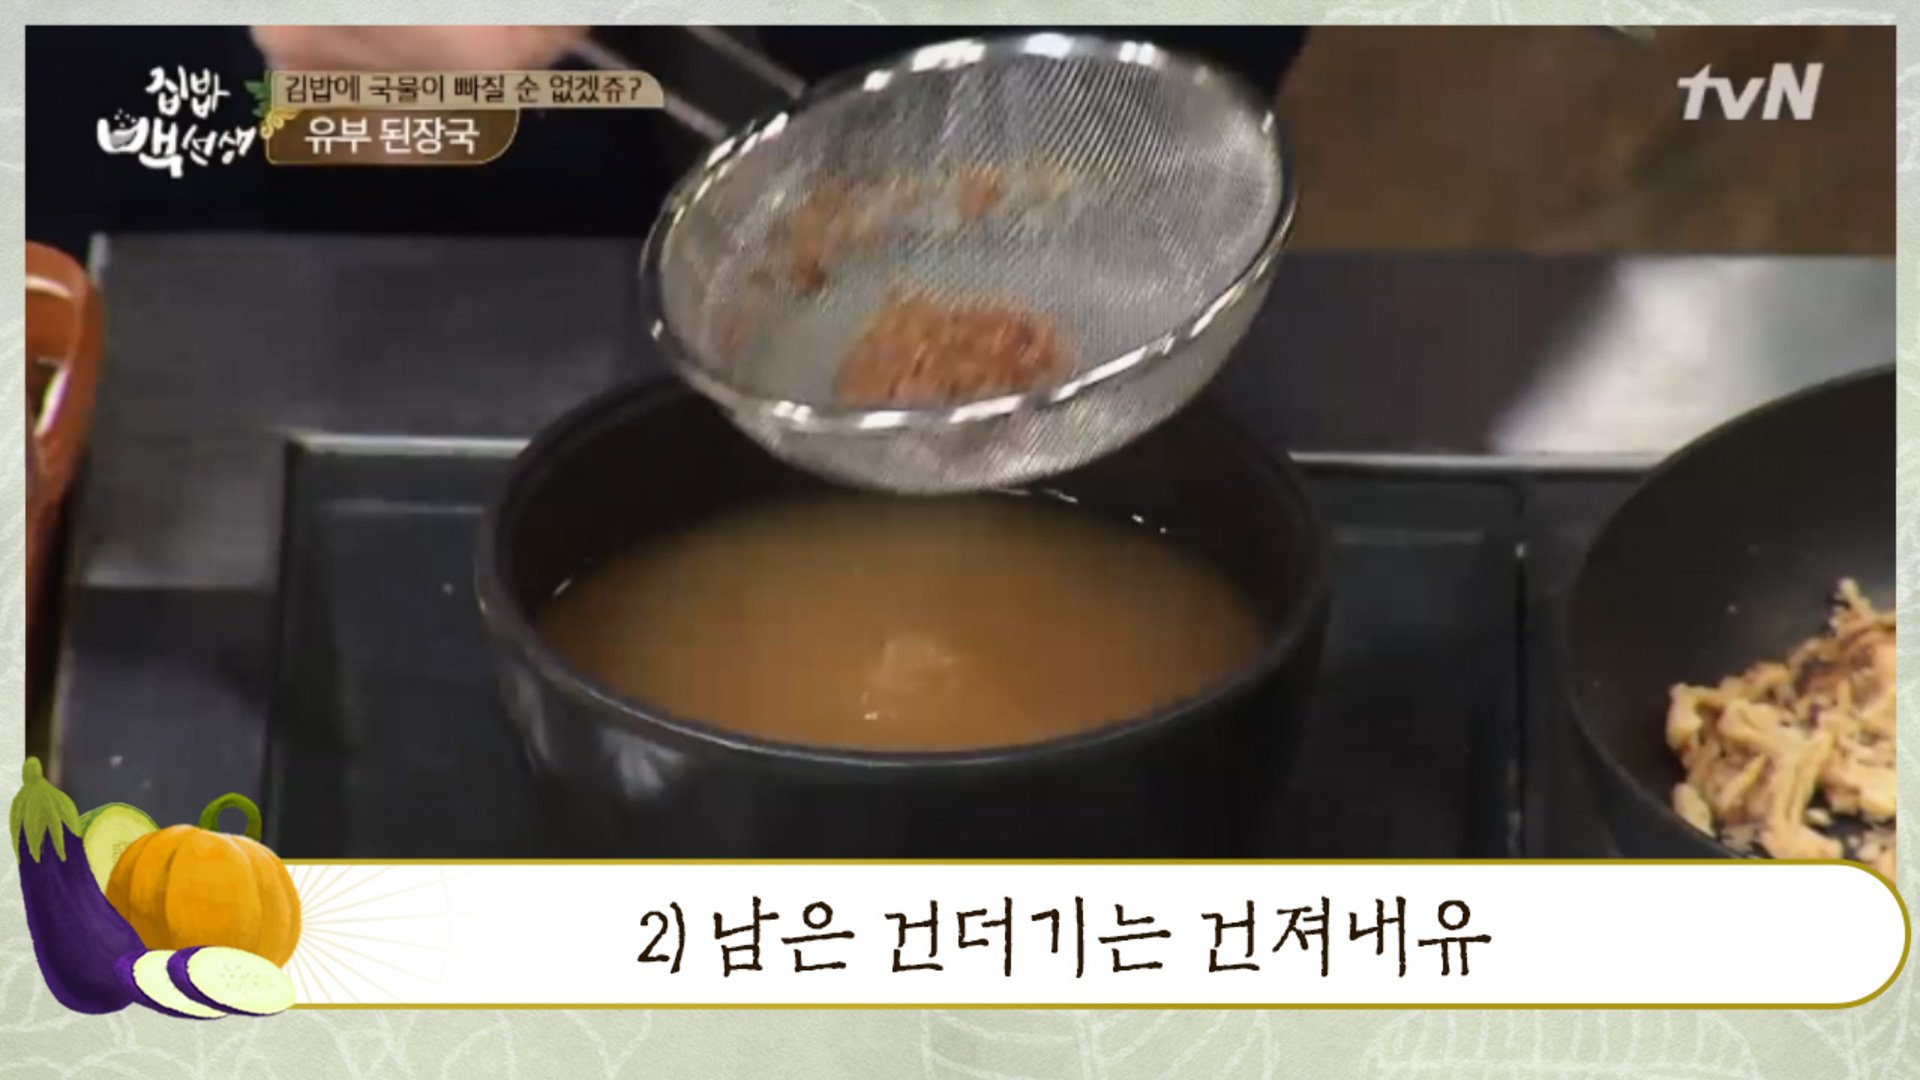 집밥
백선생
김밥에 국물이 빠질 순 없겠쥬?
유부 된장국
tvN
2) 남은 건더기는 건져내유